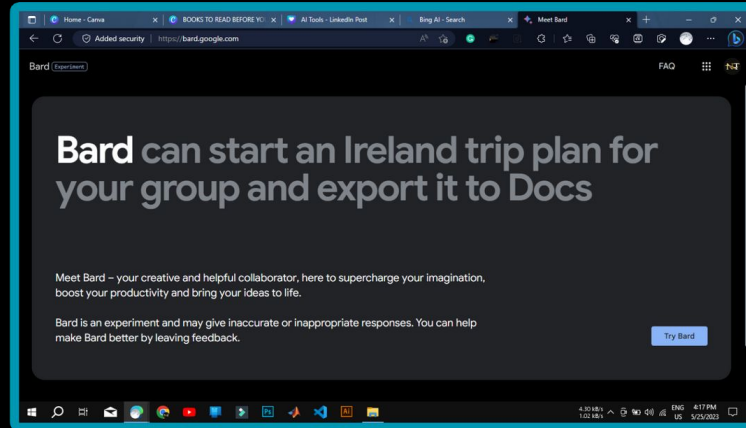 Home - Canva
BOOKS TO READ BEFORE YO
AI Tools - LinkedIn Post
Bing AI - Search
Meet Bard
Added security
https://bard.google.com
Bard Experiment
FAQ
Bard can start an Ireland trip plan for
your group and export it to Docs
Meet Bard – your creative and helpful collaborator, here to supercharge your imagination,
boost your productivity and bring your ideas to life.
Bard is an experiment and may give inaccurate or inappropriate responses. You can help
make Bard better by leaving feedback.
Try Bard
Ps
Ai
4.30 kB/s
1.02 kB/s
ENG
US
4:17 PM
5/25/2023